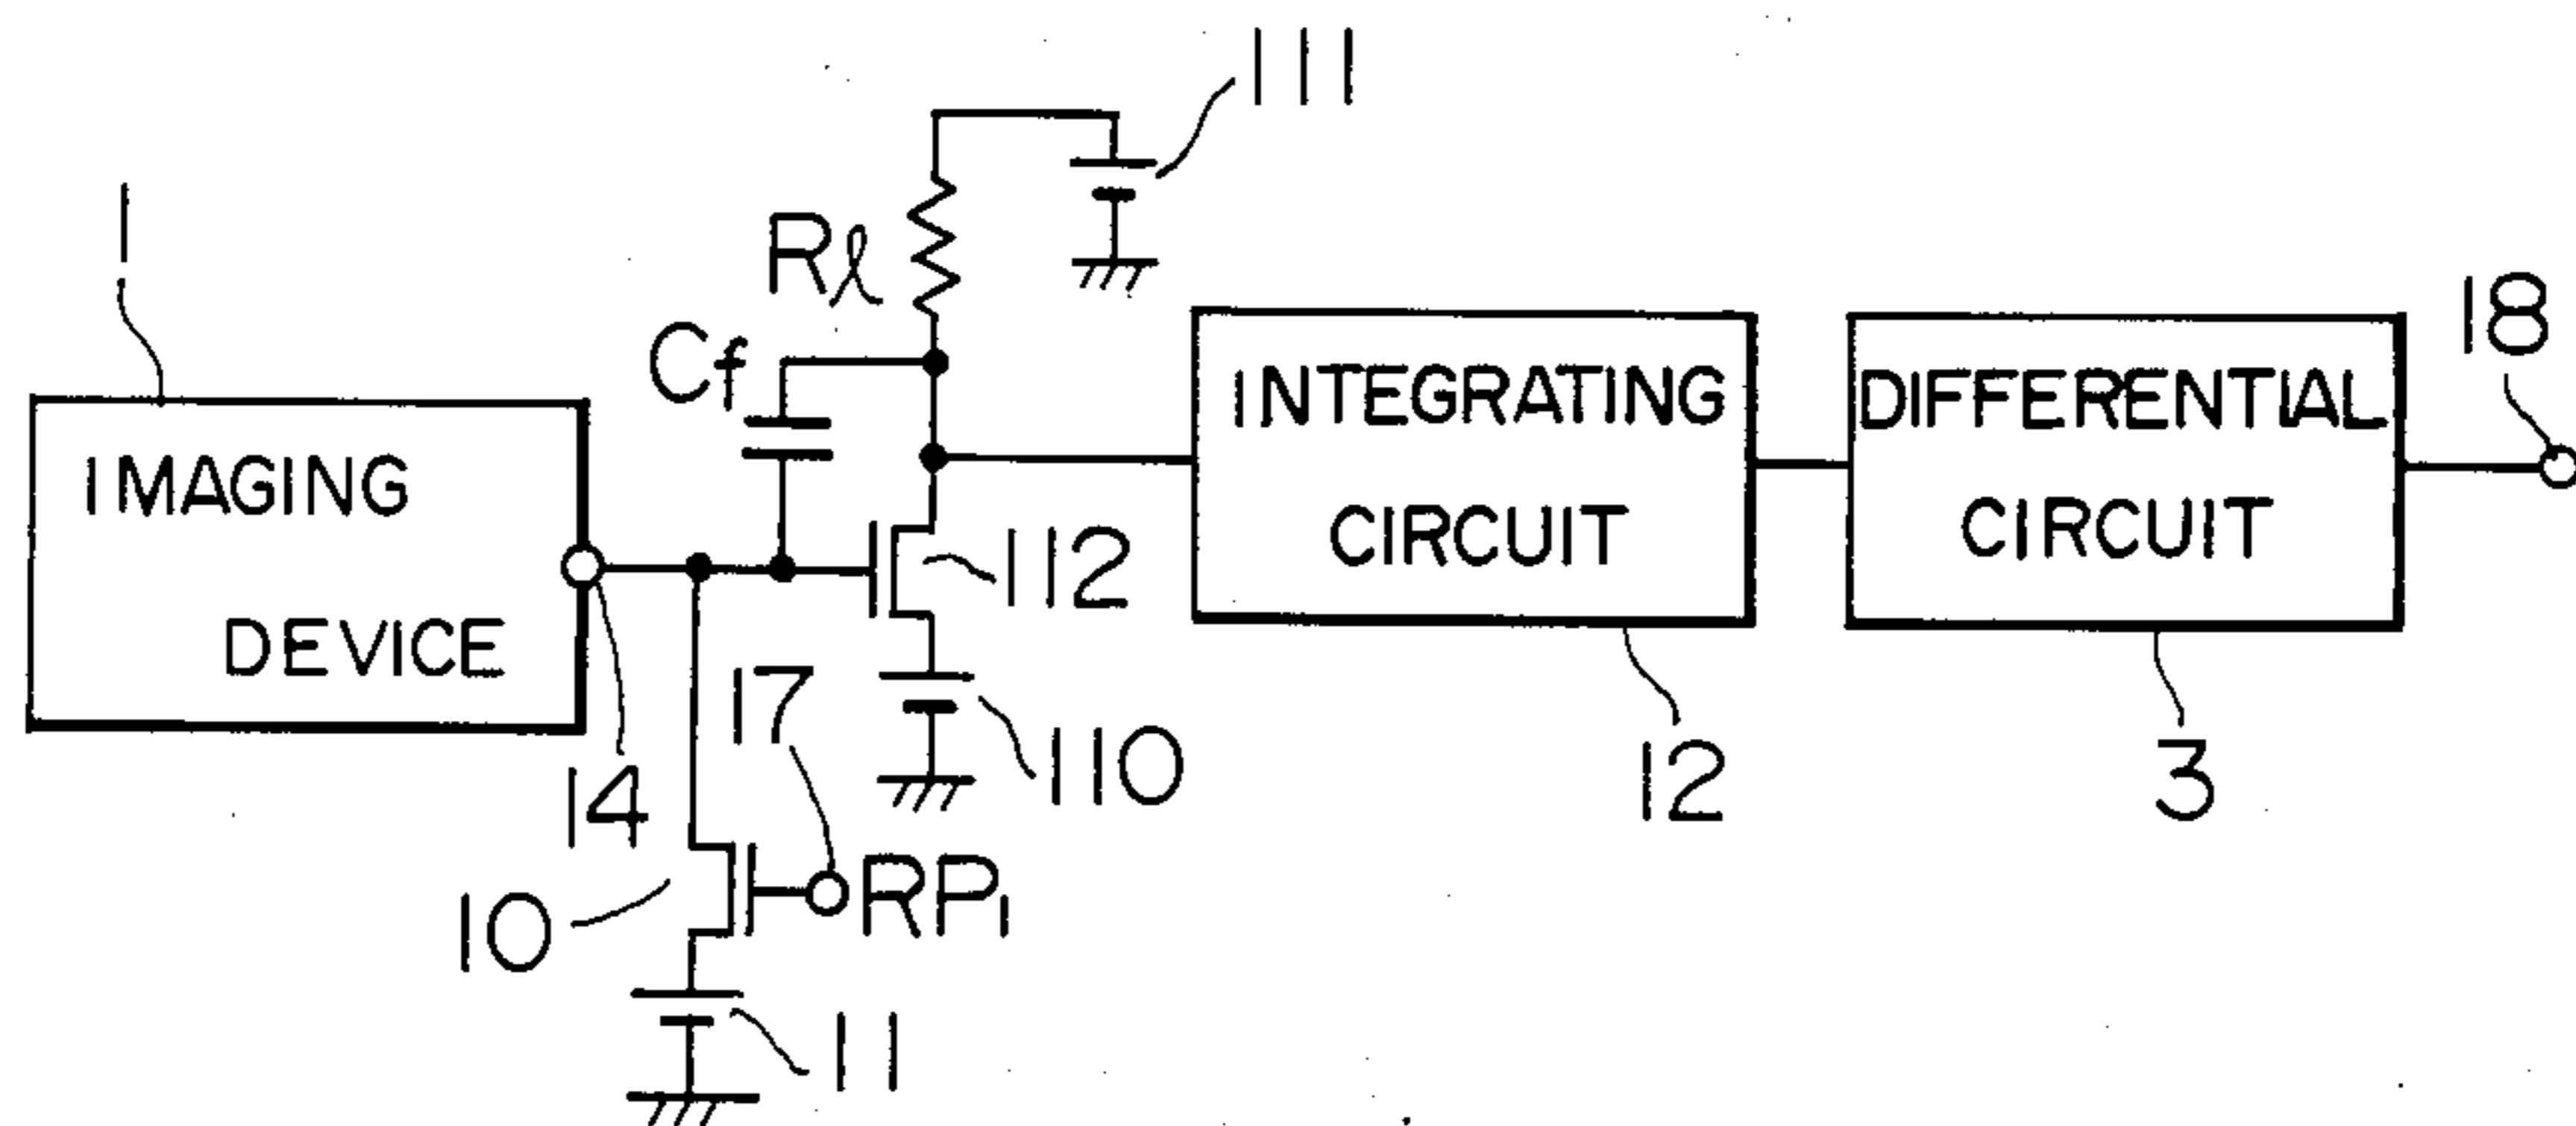 111
1
Rℓ
18
Cf
IMAGING
DEVICE
INTEGRATING
CIRCUIT
DIFFERENTIAL
CIRCUIT
112
17
110
14
12
3
10
RP1
11